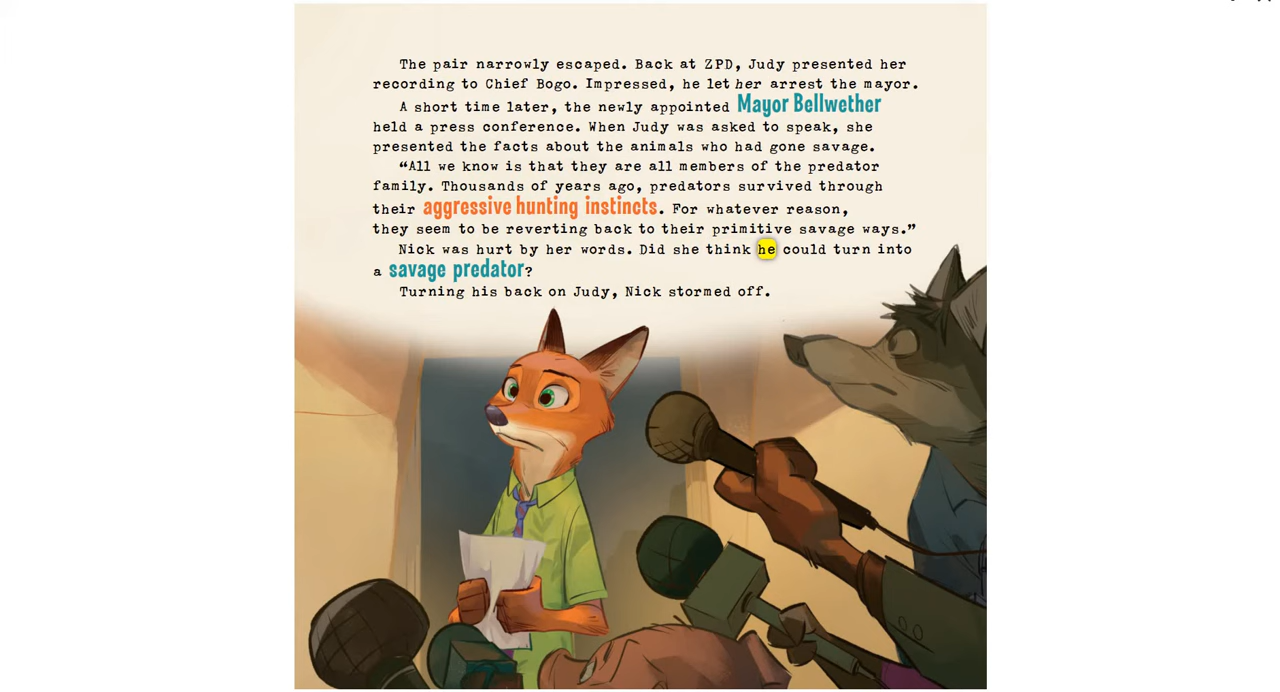 The pair narrowly escaped. Back at ZPD, Judy presented her
recording to Chief Bogo. Impressed, he let her arrest the mayor.
A short time later, the newly appointed Mayor Bellwether
held a press conference. When Judy was asked to speak, she
presented the facts about the animals who had gone savage.
“All we know is that they are all members of the predator
family. Thousands of years ago, predators survived through
their aggressive hunting instincts. For whatever reason,
they seem to be reverting back to their primitive savage ways.”
Nick was hurt by her words. Did she think he could turn into
a savage predator?
Turning his back on Judy, Nick stormed off.